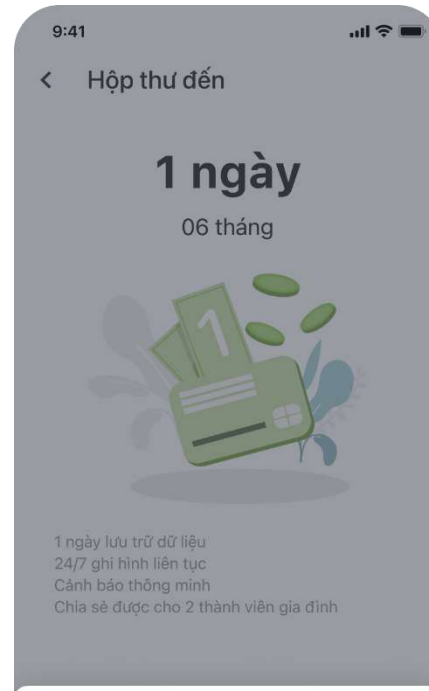 9:41
Hộp thư đến
1 ngày
06 tháng
1
1 ngày lưu trữ dữ liệu
24/7 ghi hình liên tục
Cảnh báo thông minh
Chia sẻ được cho 2 thành viên gia đình